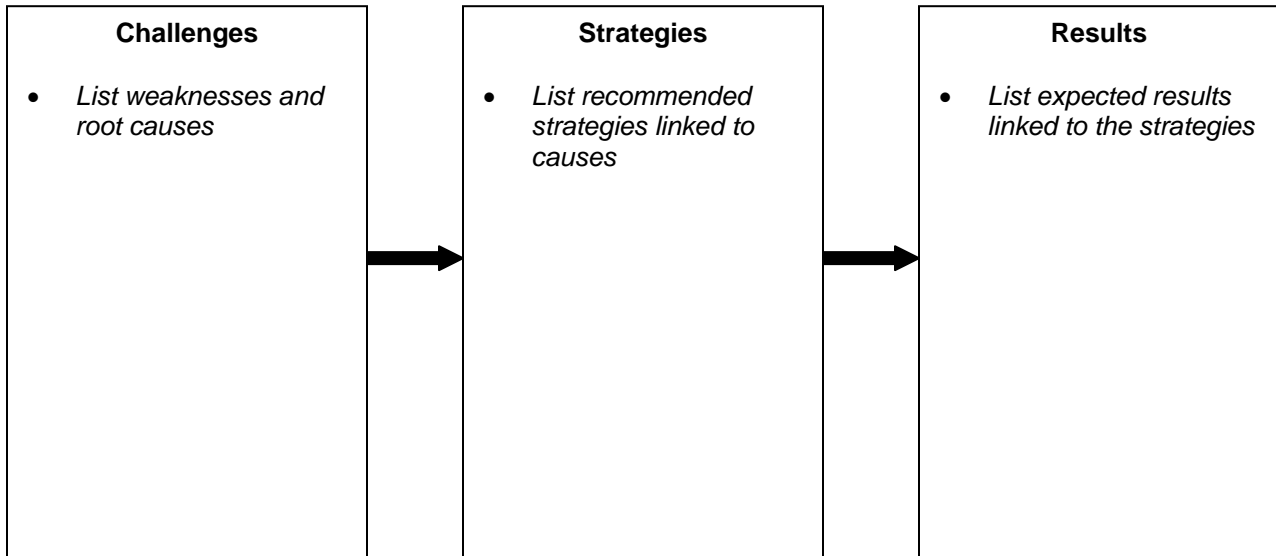 Challenges
• List weaknesses and
root causes
Strategies
• List recommended
strategies linked to
causes
Results
• List expected results
linked to the strategies